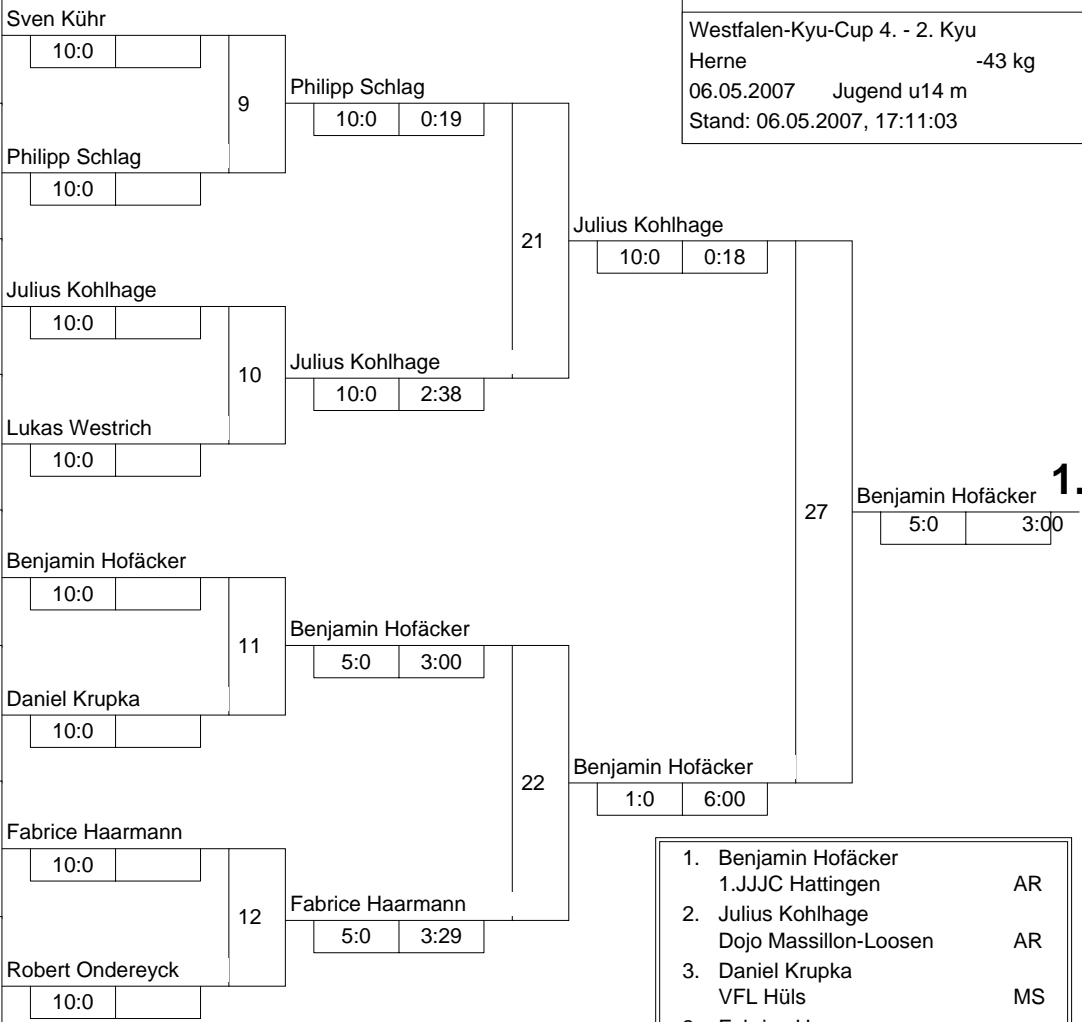 Sven Kühr
10:0
9
Philipp Schlag
10:0 0:19
Philipp Schlag
10:0
Westfalen-Kyu-Cup 4. - 2. Kyu
Herne -43 kg
06.05.2007 Jugend u14 m
Stand: 06.05.2007, 17:11:03
21
Julius Kohlhage
10:0 0:18
Julius Kohlhage
10:0
10
Julius Kohlhage
10:0 2:38
Lukas Westrich
10:0
27
Benjamin Hofäcker 1.
5:0 3:00
Benjamin Hofäcker
10:0
11
Benjamin Hofäcker
5:0 3:00
Daniel Krupka
10:0
22
Benjamin Hofäcker
1:0 6:00
Fabrice Haarmann
10:0
12
Fabrice Haarmann
5:0 3:29
Robert Ondereyck
10:0
1. Benjamin Hofäcker
1.JJJC Hattingen AR
2. Julius Kohlhage
Dojo Massillon-Loosen AR
3. Daniel Krupka
VFL Hüls MS